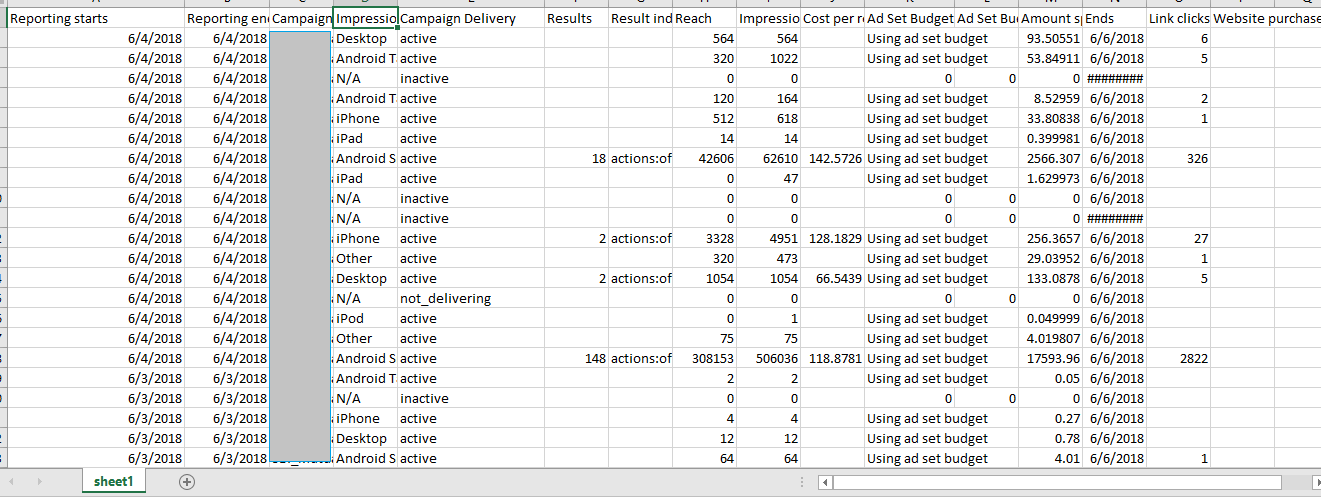 Reporting starts Reporting en Campaign Impressio Campaign Delivery Results Result ind Reach Impressio Cost per r Ad Set Budget Ad Set Bu Amount s Ends Link clicks Website purchase
6/4/2018 6/4/2018 Desktop active 564 564 Using ad set budget 93.50551 6/6/2018 6
6/4/2018 6/4/2018 Android T active 320 1022 Using ad set budget 53.84911 6/6/2018 5
6/4/2018 6/4/2018 N/A inactive 0 0 0 0 0 ########
6/4/2018 6/4/2018 Android T active 120 164 Using ad set budget 8.52959 6/6/2018 2
6/4/2018 6/4/2018 iPhone active 512 618 Using ad set budget 33.80838 6/6/2018 1
6/4/2018 6/4/2018 iPad active 14 14 Using ad set budget 0.399981 6/6/2018
6/4/2018 6/4/2018 Android S active 18 actions:of 42606 62610 142.5726 Using ad set budget 2566.307 6/6/2018 326
6/4/2018 6/4/2018 iPad active 0 47 Using ad set budget 1.629973 6/6/2018
6/4/2018 6/4/2018 N/A inactive 0 0 0 0 0 6/6/2018
6/4/2018 6/4/2018 N/A inactive 0 0 0 0 0 ########
6/4/2018 6/4/2018 iPhone active 2 actions:of 3328 4951 128.1829 Using ad set budget 256.3657 6/6/2018 27
6/4/2018 6/4/2018 Other active 320 473 Using ad set budget 29.03952 6/6/2018 1
6/4/2018 6/4/2018 Desktop active 2 actions:of 1054 1054 66.5439 Using ad set budget 133.0878 6/6/2018 5
6/4/2018 6/4/2018 N/A not_delivering 0 0 0 0 0 6/6/2018
6/4/2018 6/4/2018 iPod active 0 1 Using ad set budget 0.049999 6/6/2018
6/4/2018 6/4/2018 Other active 75 75 Using ad set budget 4.019807 6/6/2018
6/4/2018 6/4/2018 Android S active 148 actions:of 308153 506036 118.8781 Using ad set budget 17593.96 6/6/2018 2822
6/3/2018 6/3/2018 Android T active 2 2 Using ad set budget 0.05 6/6/2018
6/3/2018 6/3/2018 N/A inactive 0 0 0 0 0 6/6/2018
6/3/2018 6/3/2018 iPhone active 4 4 Using ad set budget 0.27 6/6/2018
6/3/2018 6/3/2018 Desktop active 12 12 Using ad set budget 0.78 6/6/2018
6/3/2018 6/3/2018 Android S active 64 64 Using ad set budget 4.01 6/6/2018 1
sheet1